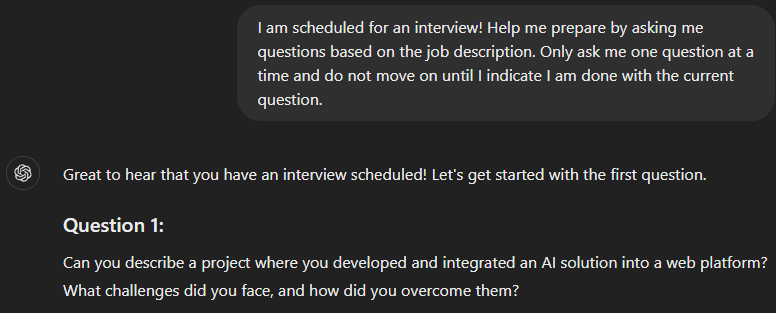 I am scheduled for an interview! Help me prepare by asking me
questions based on the job description. Only ask me one question at a
time and do not move on until I indicate I am done with the current
question.
Great to hear that you have an interview scheduled! Let's get started with the first question.
Question 1:
Can you describe a project where you developed and integrated an AI solution into a web platform?
What challenges did you face, and how did you overcome them?